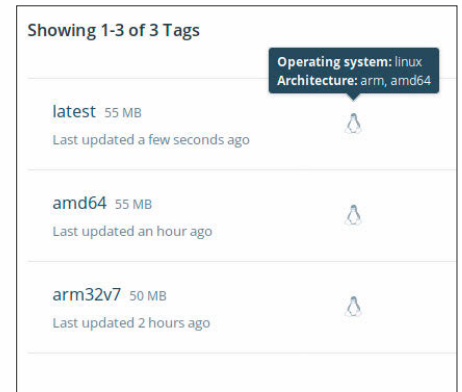 Showing 1-3 of 3 Tags
Operating system: linux
Architecture: arm, amd64
latest 55 MB
Last updated a few seconds ago
amd64 55 MB
Last updated an hour ago
arm32v7 50 MB
Last updated 2 hours ago